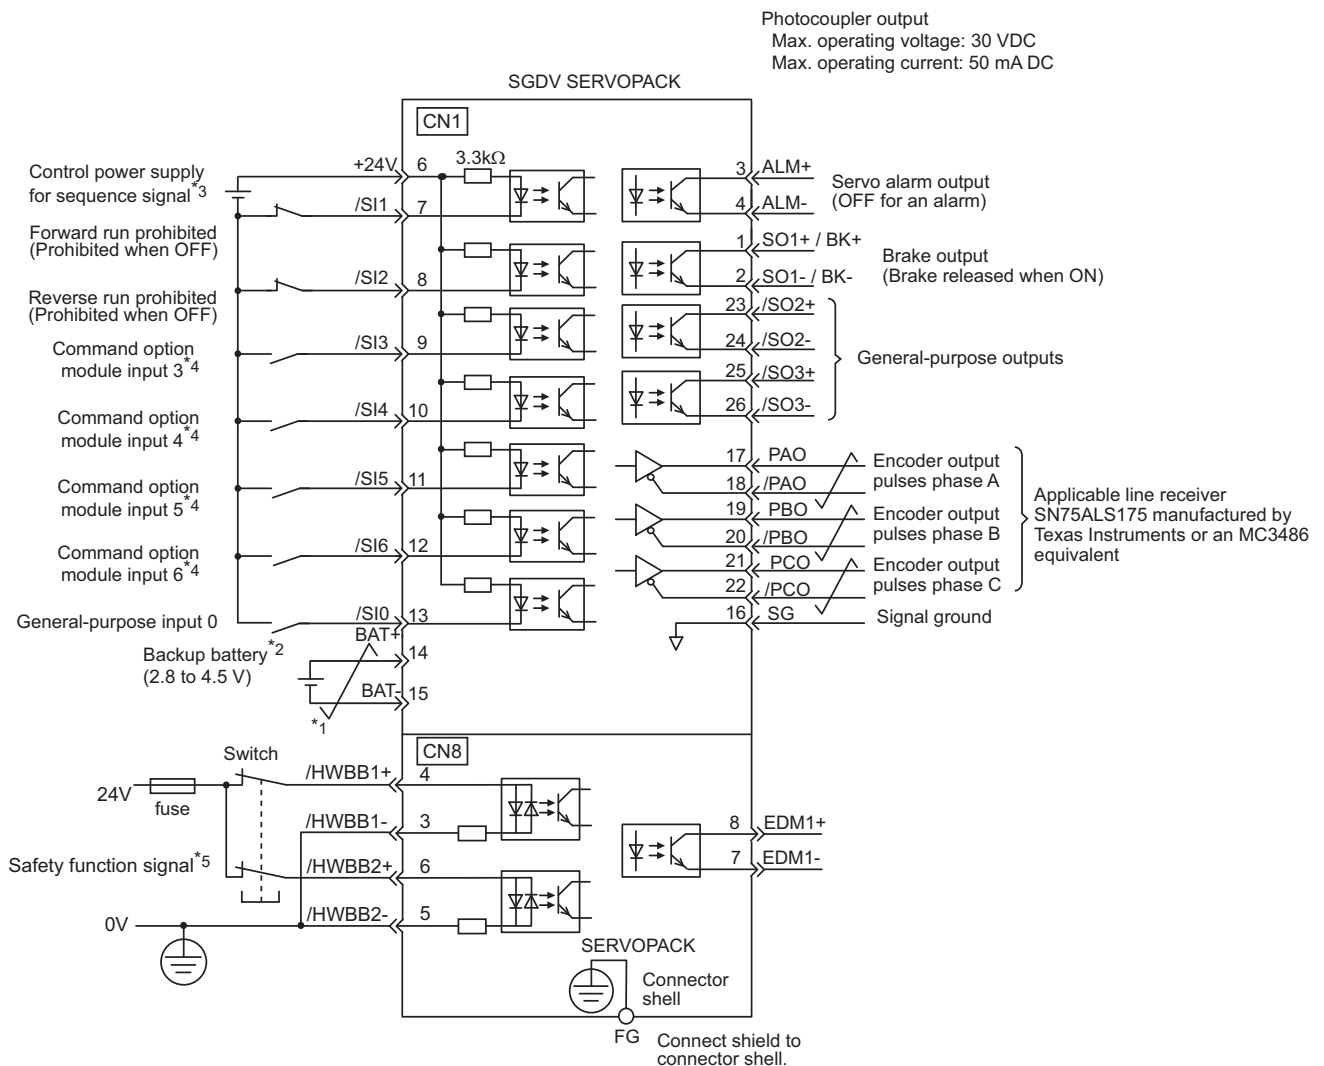 Photocoupler output
Max. operating voltage: 30 VDC
Max. operating current: 50 mA DC
SGDV SERVOPACK
CN1
Control power supply
for sequence signal*3
+24V 6 3.3kΩ
/SI1 7
Forward run prohibited
(Prohibited when OFF)
/SI2 8
Reverse run prohibited
(Prohibited when OFF)
/SI3 9
Command option
module input 3*4
/SI4 10
Command option
module input 4*4
/SI5 11
Command option
module input 5*4
/SI6 12
Command option
module input 6*4
/SI0 13
General-purpose input 0
BAT+ 14
Backup battery*2
(2.8 to 4.5 V)
BAT- 15
*1
3 ALM+
4 ALM-
Servo alarm output
(OFF for an alarm)
1 SO1+ / BK+
2 SO1- / BK-
Brake output
(Brake released when ON)
23 /SO2+
24 /SO2-
25 /SO3+
26 /SO3-
General-purpose outputs
17 PAO
18 /PAO
Encoder output
pulses phase A
19 PBO
20 /PBO
Encoder output
pulses phase B
21 PCO
22 /PCO
Encoder output
pulses phase C
Applicable line receiver
SN75ALS175 manufactured by
Texas Instruments or an MC3486
equivalent
16 SG Signal ground
CN8
Switch
24V
fuse
/HWBB1+ 4
/HWBB1- 3
Safety function signal*5
/HWBB2+ 6
0V
/HWBB2- 5
8 EDM1+
7 EDM1-
SERVOPACK
Connector
shell
FG
Connect shield to
connector shell.